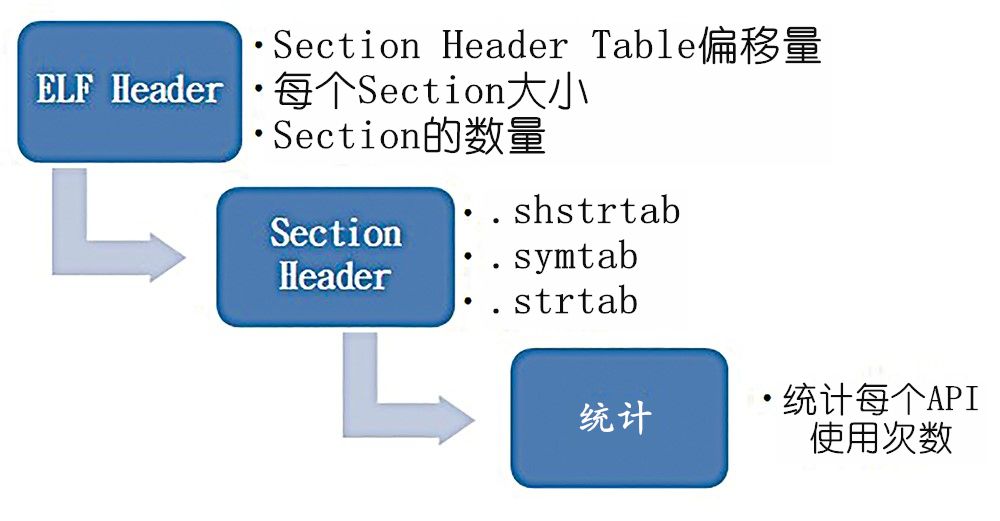 ELF Header
·Section Header Table偏移量
·每个Section大小
·Section的数量
Section
Header
·.shstrtab
·.symtab
·.strtab
统计
·统计每个API
使用次数